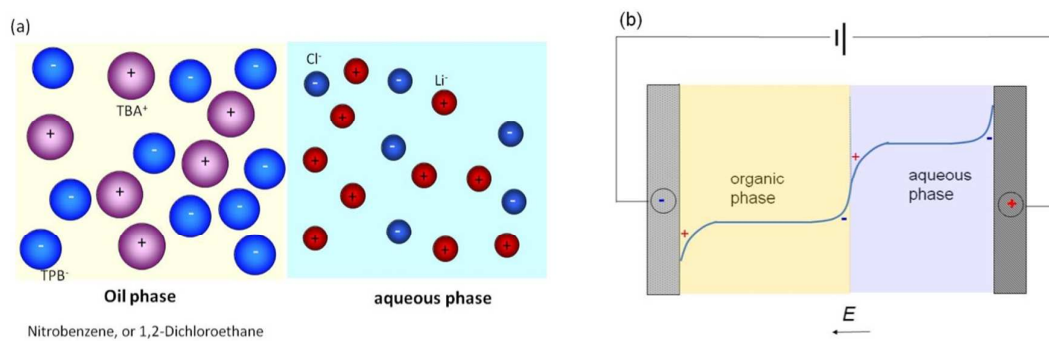 (a)
TBA⁺
TPB⁻
Cl⁻
Li⁻
Oil phase
aqueous phase
Nitrobenzene, or 1,2-Dichloroethane
(b)
organic
phase
aqueous
phase
E